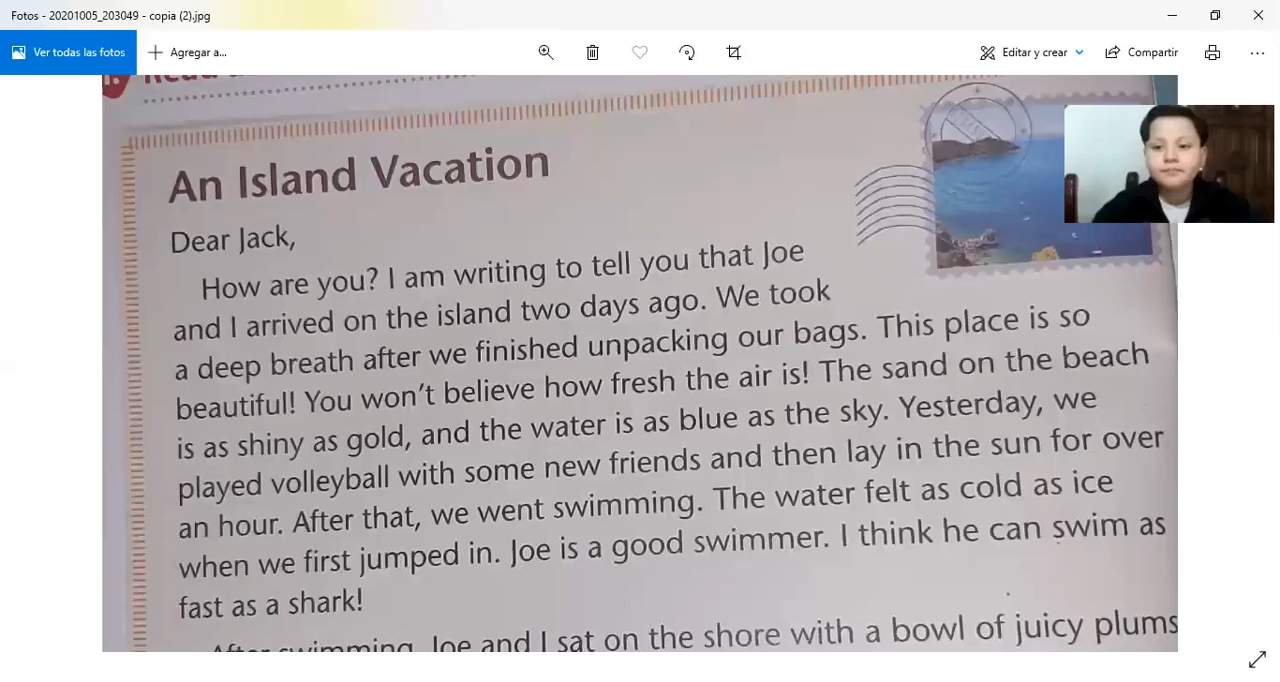 Fotos - 20201005_203049 - copia (2).jpg
Ver todas las fotos
Agregar a...
Editar y crear
Compartir
An Island Vacation
Dear Jack,
How are you? I am writing to tell you that Joe
and I arrived on the island two days ago. We took
a deep breath after we finished unpacking our bags. This place is so
beautiful! You won't believe how fresh the air is! The sand on the beach
is as shiny as gold, and the water is as blue as the sky. Yesterday, we
played volleyball with some new friends and then lay in the sun for over
an hour. After that, we went swimming. The water felt as cold as ice
when we first jumped in. Joe is a good swimmer. I think he can swim as
fast as a shark!
After swimming, Joe and I sat on the shore with a bowl of juicy plums